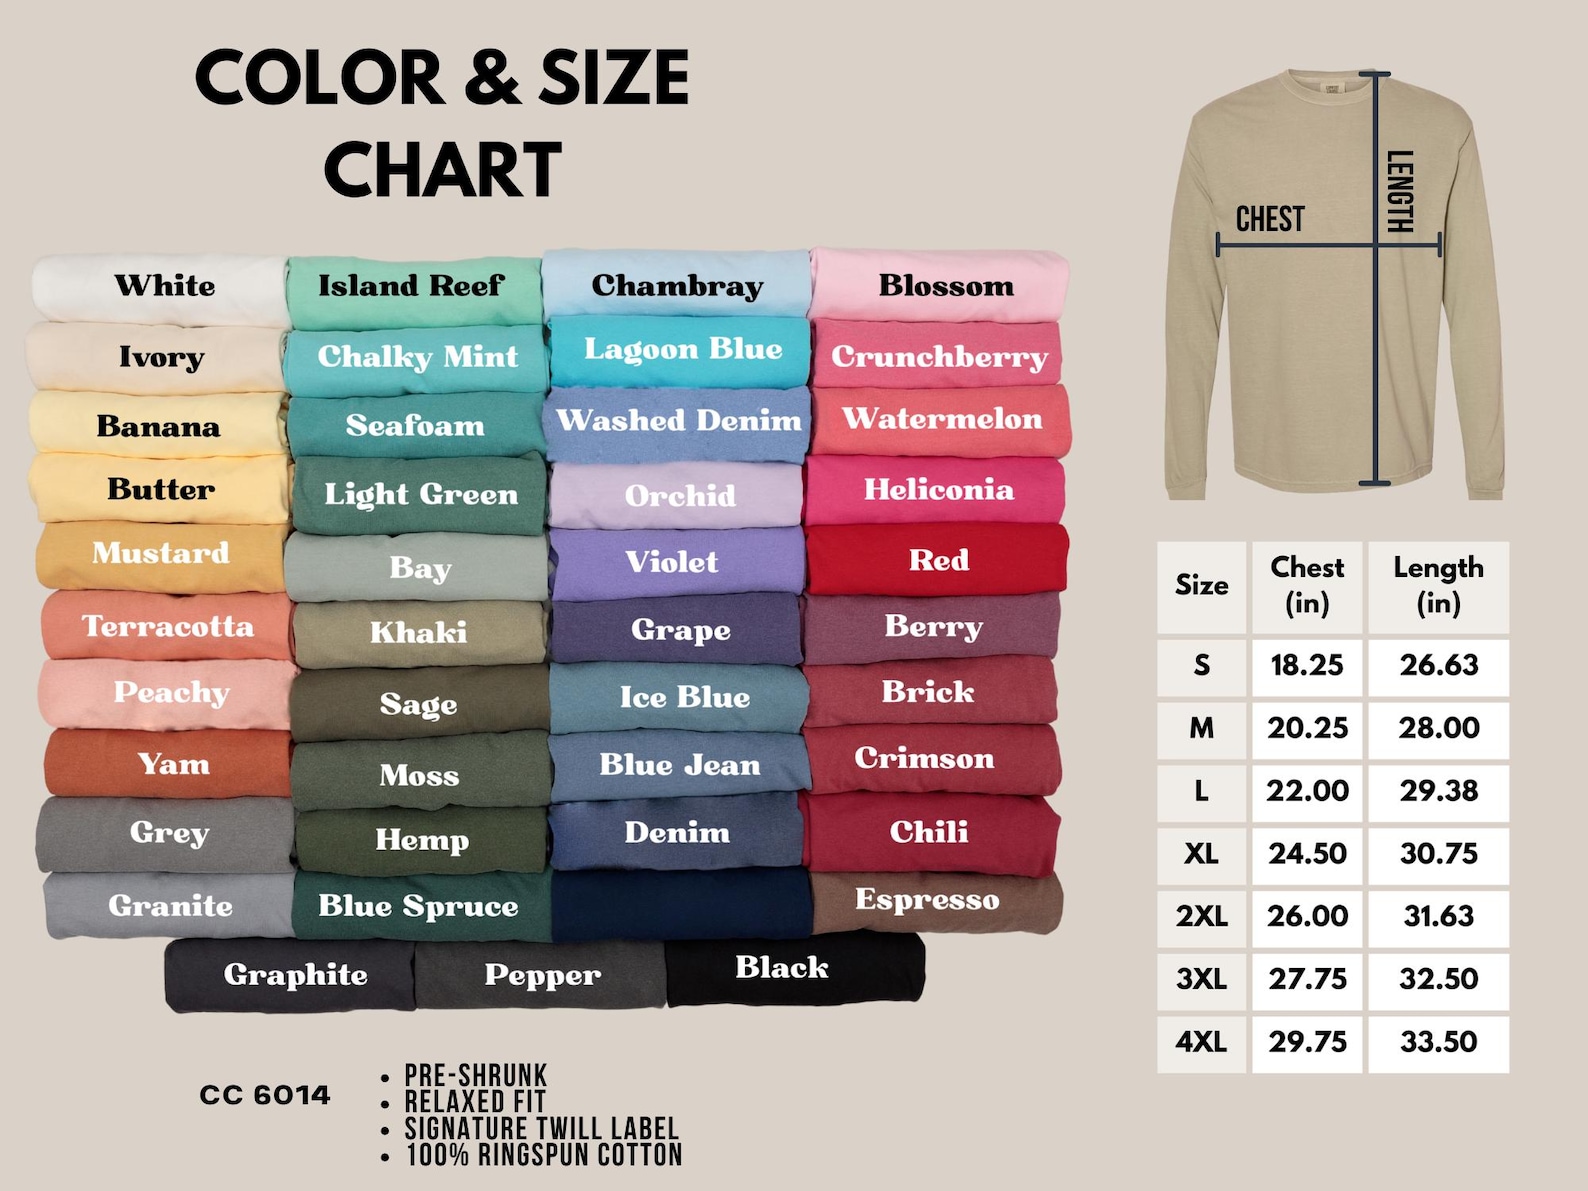 COLOR & SIZE
CHART
White
Island Reef
Chambray
Blossom
Ivory
Chalky Mint
Lagoon Blue
Crunchberry
Banana
Seafoam
Washed Denim
Watermelon
Butter
Light Green
Orchid
Heliconia
Mustard
Bay
Violet
Red
Terracotta
Khaki
Grape
Berry
Peachy
Sage
Ice Blue
Brick
Yam
Moss
Blue Jean
Crimson
Grey
Hemp
Denim
Chili
Granite
Blue Spruce
Espresso
Graphite
Pepper
Black
CC 6014
• PRE-SHRUNK
• RELAXED FIT
• SIGNATURE TWILL LABEL
• 100% RINGSPUN COTTON
CHEST
LENGTH
Size Chest (in) Length (in)
S 18.25 26.63
M 20.25 28.00
L 22.00 29.38
XL 24.50 30.75
2XL 26.00 31.63
3XL 27.75 32.50
4XL 29.75 33.50